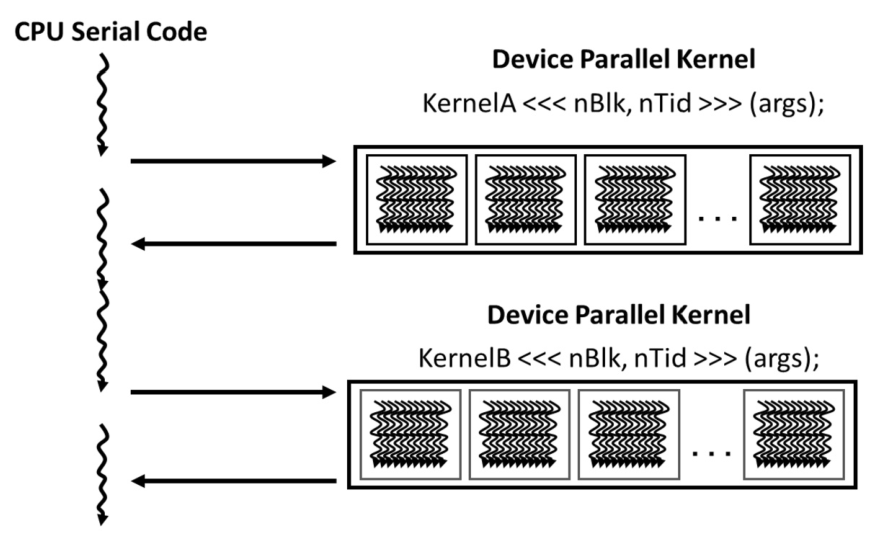 CPU Serial Code
Device Parallel Kernel
KernelA <<< nBlk, nTid >>> (args);
. . .
Device Parallel Kernel
KernelB <<< nBlk, nTid >>> (args);
. . .